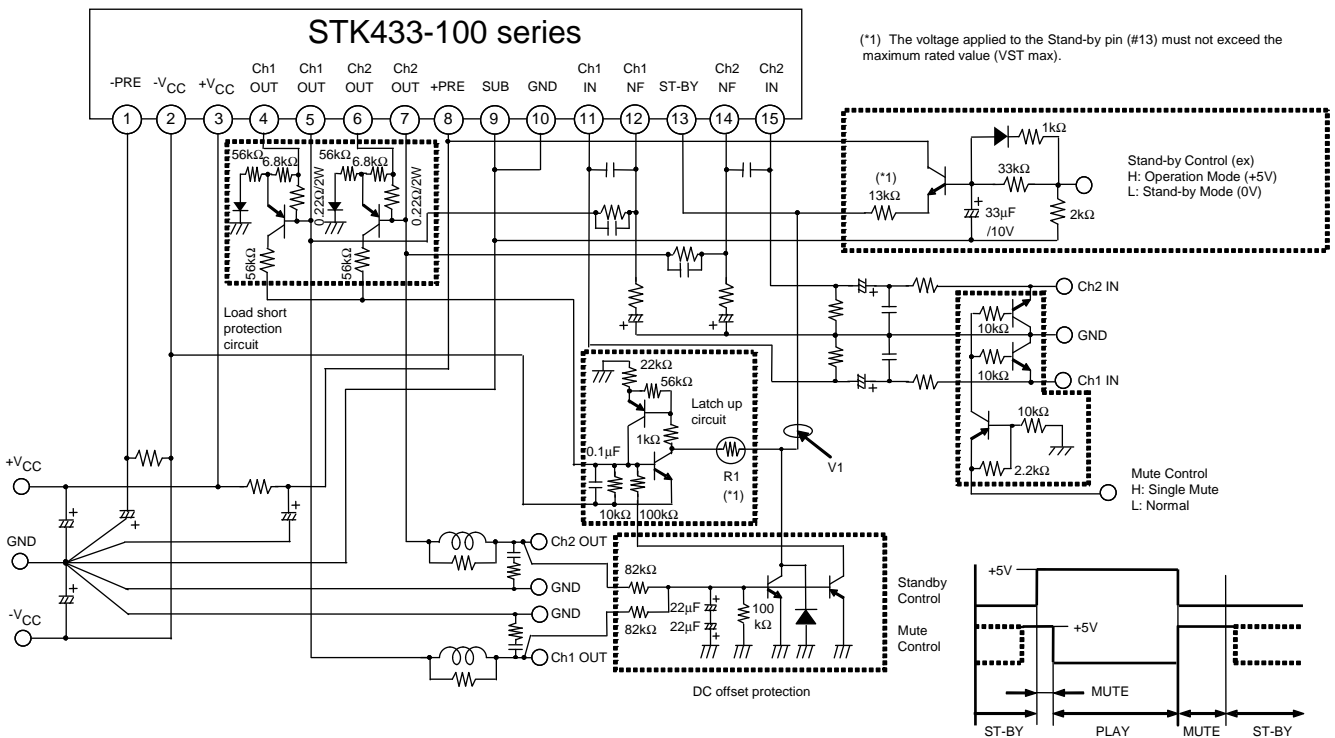 STK433-100 series
(*1) The voltage applied to the Stand-by pin (#13) must not exceed the
maximum rated value (VST max).
-PRE
-VCC
+VCC
Ch1
OUT
Ch1
OUT
Ch2
OUT
Ch2
OUT
+PRE
SUB
GND
Ch1
IN
Ch1
NF
ST-BY
Ch2
NF
Ch2
IN
1
2
3
4
5
6
7
8
9
10
11
12
13
14
15
56kΩ
6.8kΩ
0.22Ω/2W
56kΩ
56kΩ
6.8kΩ
0.22Ω/2W
56kΩ
Load short
protection
circuit
1kΩ
33kΩ
(*1)
13kΩ
+
33µF
/10V
2kΩ
Stand-by Control (ex)
H: Operation Mode (+5V)
L: Stand-by Mode (0V)
+
+
+
+
Ch2 IN
GND
Ch1 IN
10kΩ
10kΩ
10kΩ
2.2kΩ
Mute Control
H: Single Mute
L: Normal
22kΩ
56kΩ
Latch up
circuit
1kΩ
0.1µF
10kΩ
100kΩ
R1
(*1)
V1
+VCC
GND
-VCC
+
+
+
+
Ch2 OUT
GND
GND
Ch1 OUT
82kΩ
82kΩ
22µF
22µF
+
+
100
kΩ
DC offset protection
Standby
Control
Mute
Control
+5V
+5V
MUTE
ST-BY
PLAY
MUTE
ST-BY